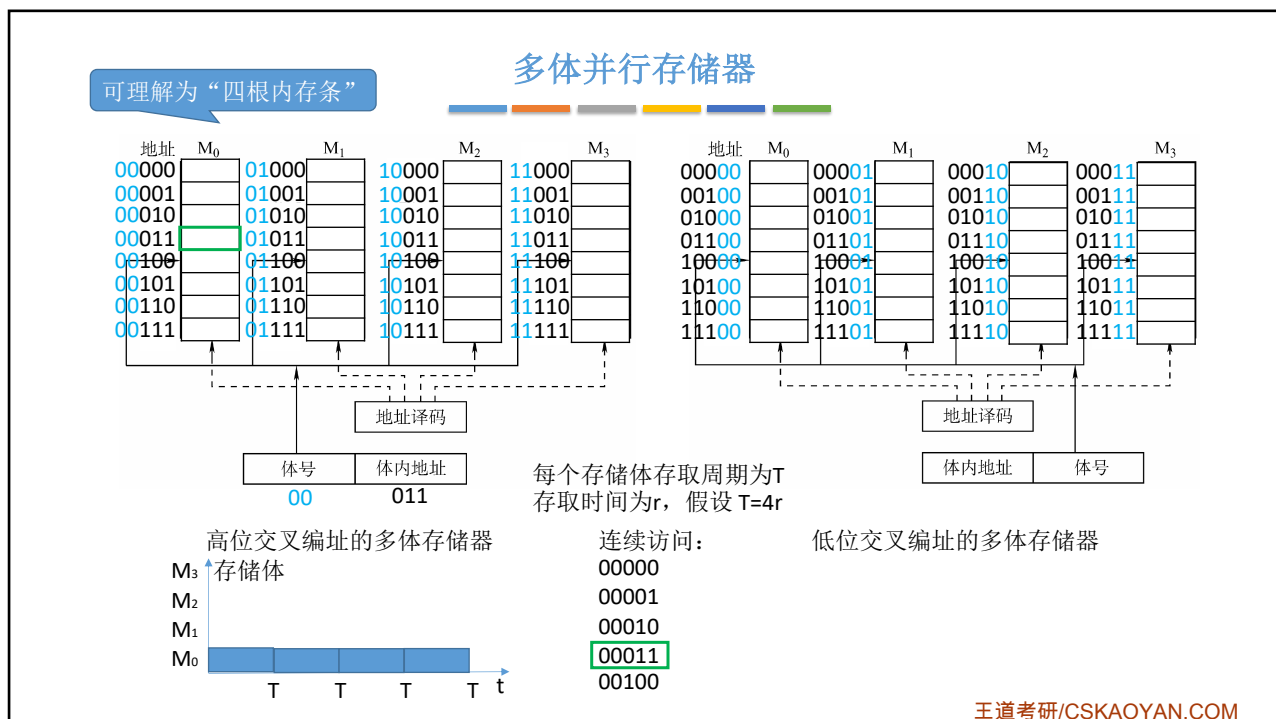 多体并行存储器
可理解为“四根内存条”
地址 M₀ M₁ M₂ M₃
00000 01000 10000 11000
00001 01001 10001 11001
00010 01010 10010 11010
00011 01011 10011 11011
00100 01100 10100 11100
00101 01101 10101 11101
00110 01110 10110 11110
00111 01111 10111 11111
地址译码
体号 体内地址
00 011
地址 M₀ M₁ M₂ M₃
00000 00001 00010 00011
00100 00101 00110 00111
01000 01001 01010 01011
01100 01101 01110 01111
10000 10001 10010 10011
10100 10101 10110 10111
11000 11001 11010 11011
11100 11101 11110 11111
地址译码
体内地址 体号
每个存储体存取周期为T
存取时间为r，假设 T=4r
高位交叉编址的多体存储器
连续访问：
低位交叉编址的多体存储器
存储体
M₃
M₂
M₁
M₀
T T T T t
00000
00001
00010
00011
00100
王道考研/CSKAOYAN.COM